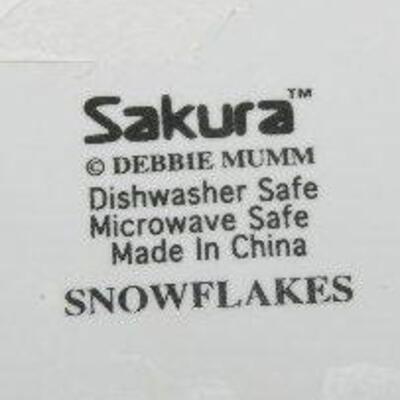 Sakura™
© DEBBIE MUMM
Dishwasher Safe
Microwave Safe
Made In China
SNOWFLAKES